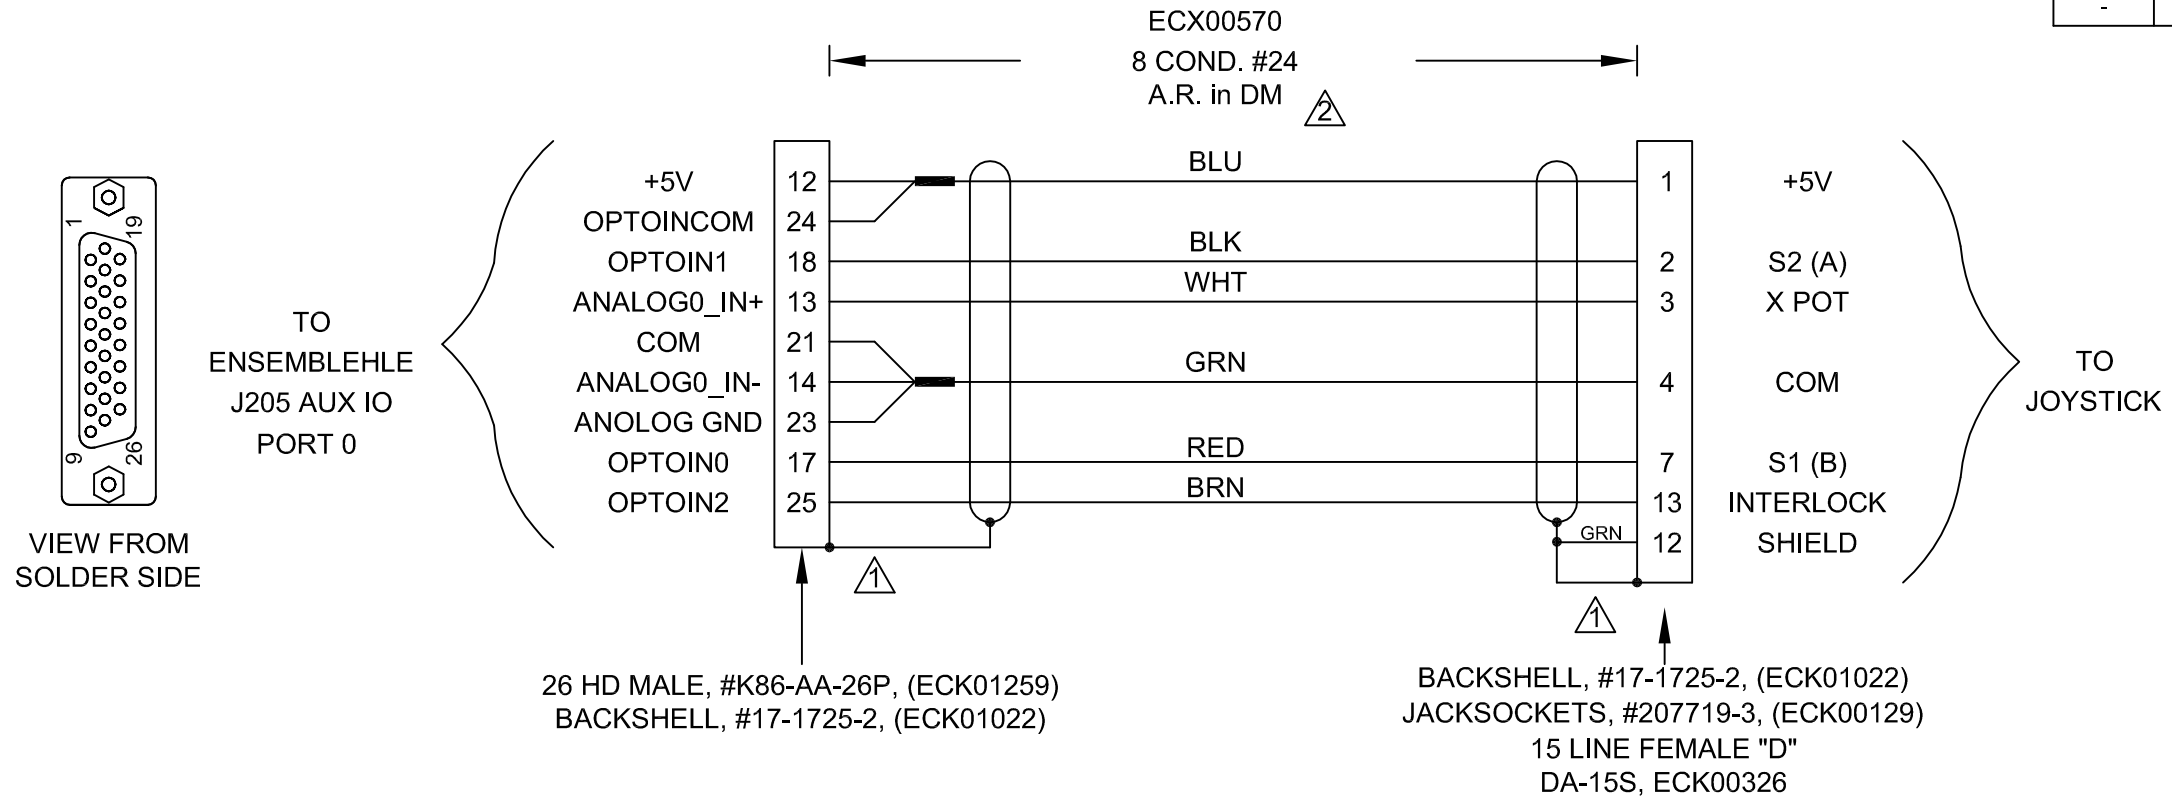 -
ECX00570
8 COND. #24
A.R. in DM
2
1
19
9
26
VIEW FROM
SOLDER SIDE
TO
ENSEMBLEHLE
J205 AUX IO
PORT 0
+5V 12 BLU 1 +5V
OPTOINCOM 24
OPTOIN1 18 BLK 2 S2 (A)
ANALOG0_IN+ 13 WHT 3 X POT
COM 21
ANALOG0_IN- 14 GRN 4 COM
ANOLOG GND 23
OPTOIN0 17 RED 7 S1 (B)
OPTOIN2 25 BRN 13 INTERLOCK
GRN 12 SHIELD
TO
JOYSTICK
1
1
26 HD MALE, #K86-AA-26P, (ECK01259)
BACKSHELL, #17-1725-2, (ECK01022)
BACKSHELL, #17-1725-2, (ECK01022)
JACKSOCKETS, #207719-3, (ECK00129)
15 LINE FEMALE "D"
DA-15S, ECK00326